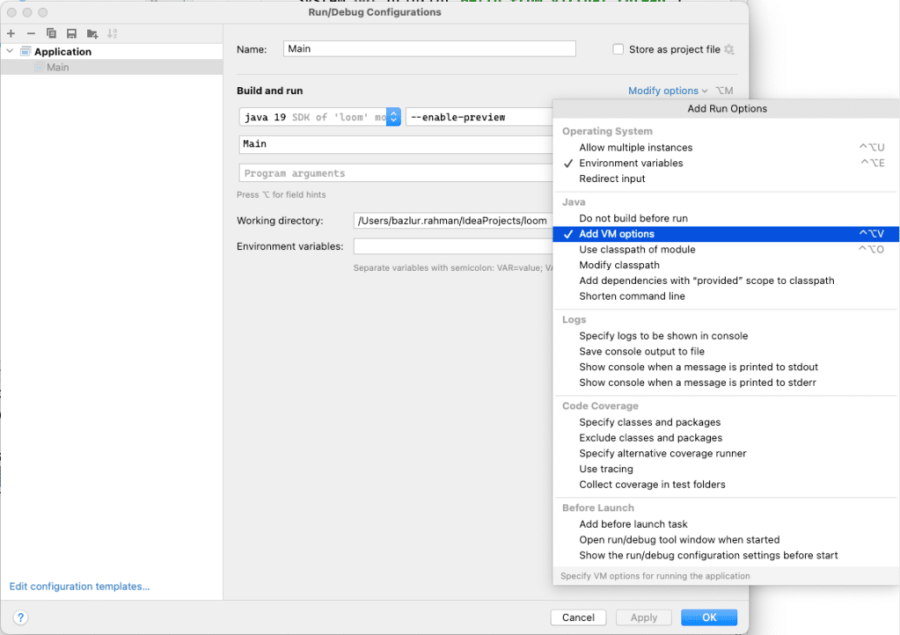 Run/Debug Configurations
Application
Main
Name:
Main
Store as project file
Build and run
Modify options
⌥M
java 19 SDK of 'loom' mo
--enable-preview
Main
Program arguments
Press ⌥ for field hints
Working directory:
/Users/bazlur.rahman/IdeaProjects/loom
Environment variables:
Separate variables with semicolon: VAR=value;
Add Run Options
Operating System
Allow multiple instances ^⌥U
✓ Environment variables ^⌥E
Redirect input
Java
Do not build before run
✓ Add VM options ^⌥V
Use classpath of module ^⌥O
Modify classpath
Add dependencies with “provided” scope to classpath
Shorten command line
Logs
Specify logs to be shown in console
Save console output to file
Show console when a message is printed to stdout
Show console when a message is printed to stderr
Code Coverage
Specify classes and packages
Exclude classes and packages
Specify alternative coverage runner
Use tracing
Collect coverage in test folders
Before Launch
Add before launch task
Open run/debug tool window when started
Show the run/debug configuration settings before start
Specify VM options for running the application
Edit configuration templates...
?
Cancel
Apply
OK